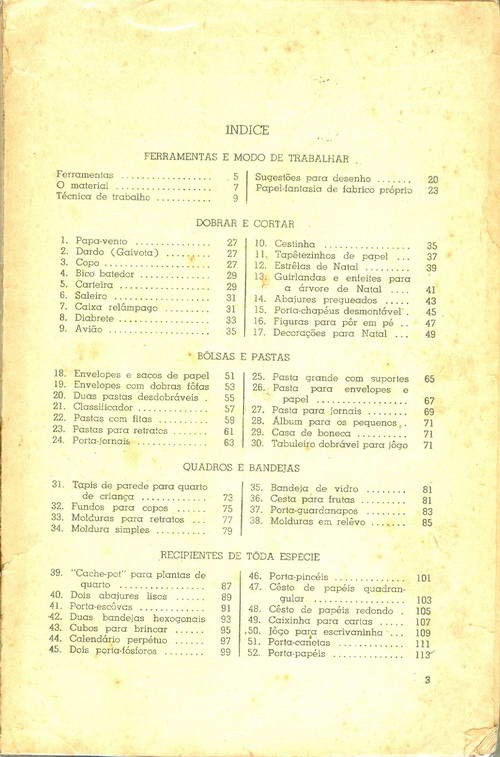 INDICE
FERRAMENTAS E MODO DE TRABALHAR
Ferramentas .................. 5
O material ................... 7
Técnica de trabalho ........... 9
Sugestões para desenho ....... 20
Papel-fantasia de fabrico próprio 23
DOBRAR E CORTAR
1. Papa-vento .............. 27
2. Dardo (Gaivota) ......... 27
3. Copo .................... 27
4. Bico batedor ............ 29
5. Carteira ................ 29
6. Saleiro ................. 31
7. Caixa relâmpago ......... 31
8. Diabrete ................ 33
9. Avião ................... 35
10. Cestinha ................ 35
11. Tapêtezinhos de papel ... 37
12. Estrêlas de Natal ....... 39
13. Guirlandas e enfeites para
a árvore de Natal .... 41
14. Abajures pregueados ..... 43
15. Porta-chapéus desmontável . 45
16. Figuras para pôr em pé .. 47
17. Decorações para Natal ... 49
BÔLSAS E PASTAS
18. Envelopes e sacos de papel 51
19. Envelopes com dobras fôfas 53
20. Duas pastas desdobráveis . 55
21. Classificador ............ 57
22. Pastas com fitas ......... 59
23. Pastas para retratos ..... 61
24. Porta-jornais ............ 63
25. Pasta grande com suportes 65
26. Pasta para envelopes e
papel .................. 67
27. Pasta para jornais ....... 69
28. Álbum para os pequenos .. 71
29. Casa de boneca .......... 71
30. Tabuleiro dobrável para jôgo 71
QUADROS E BANDEJAS
31. Tapis de parede para quarto
de criança ............. 73
32. Fundos para copos ...... 75
33. Molduras para retratos ... 77
34. Moldura simples ......... 79
35. Bandeja de vidro ........ 81
36. Cesta para frutas ........ 81
37. Porta-guardanapos ....... 83
38. Molduras em relêvo ....... 85
RECIPIENTES DE TÔDA ESPÉCIE
39. "Cache-pot" para plantas de
quarto ................. 87
40. Dois abajures lisos ...... 89
41. Porta-escôvas ............ 91
42. Duas bandejas hexogonais 93
43. Cubos para brincar ...... 95
44. Calendário perpétuo ...... 97
45. Dois porta-fósforos ........ 99
46. Porta-pincéis ............. 101
47. Cêsto de papéis quadran-
gular .................. 103
48. Cêsto de papéis redondo . 105
49. Caixinha para cartas ..... 107
50. Jôgo para escrivaninha ... 109
51. Porta-canetas ............ 111
52. Porta-papéis .............. 113
3